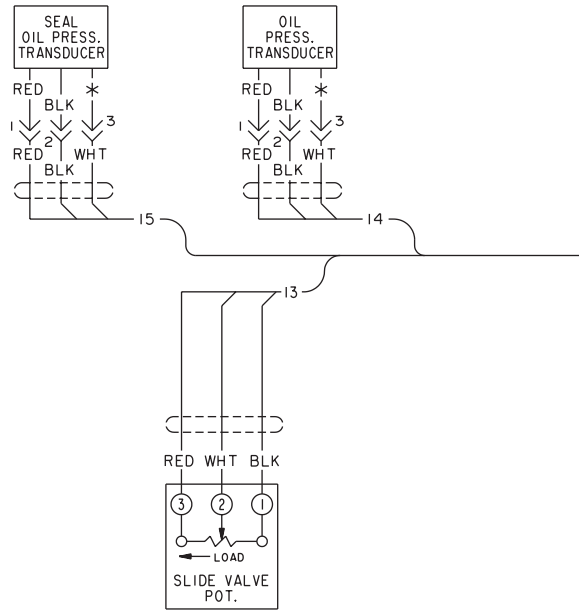 SEAL
OIL PRESS.
TRANSDUCER
OIL
PRESS.
TRANSDUCER
RED BLK *
1 2 3
RED BLK WHT
RED BLK *
1 2 3
RED BLK WHT
15
14
13
RED WHT BLK
3 2 1
LOAD
SLIDE VALVE
POT.